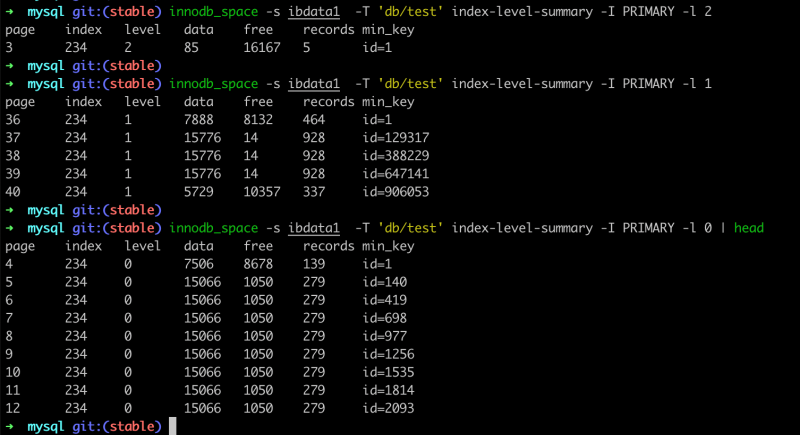 ➜ mysql git:(stable) innodb_space -s ibdata1 -T 'db/test' index-level-summary -I PRIMARY -l 2
page index level data free records min_key
3 234 2 85 16167 5 id=1
➜ mysql git:(stable)
➜ mysql git:(stable) innodb_space -s ibdata1 -T 'db/test' index-level-summary -I PRIMARY -l 1
page index level data free records min_key
36 234 1 7888 8132 464 id=1
37 234 1 15776 14 928 id=129317
38 234 1 15776 14 928 id=388229
39 234 1 15776 14 928 id=647141
40 234 1 5729 10357 337 id=906053
➜ mysql git:(stable)
➜ mysql git:(stable) innodb_space -s ibdata1 -T 'db/test' index-level-summary -I PRIMARY -l 0 | head
page index level data free records min_key
4 234 0 7506 8678 139 id=1
5 234 0 15066 1050 279 id=140
6 234 0 15066 1050 279 id=419
7 234 0 15066 1050 279 id=698
8 234 0 15066 1050 279 id=977
9 234 0 15066 1050 279 id=1256
10 234 0 15066 1050 279 id=1535
11 234 0 15066 1050 279 id=1814
12 234 0 15066 1050 279 id=2093
➜ mysql git:(stable)